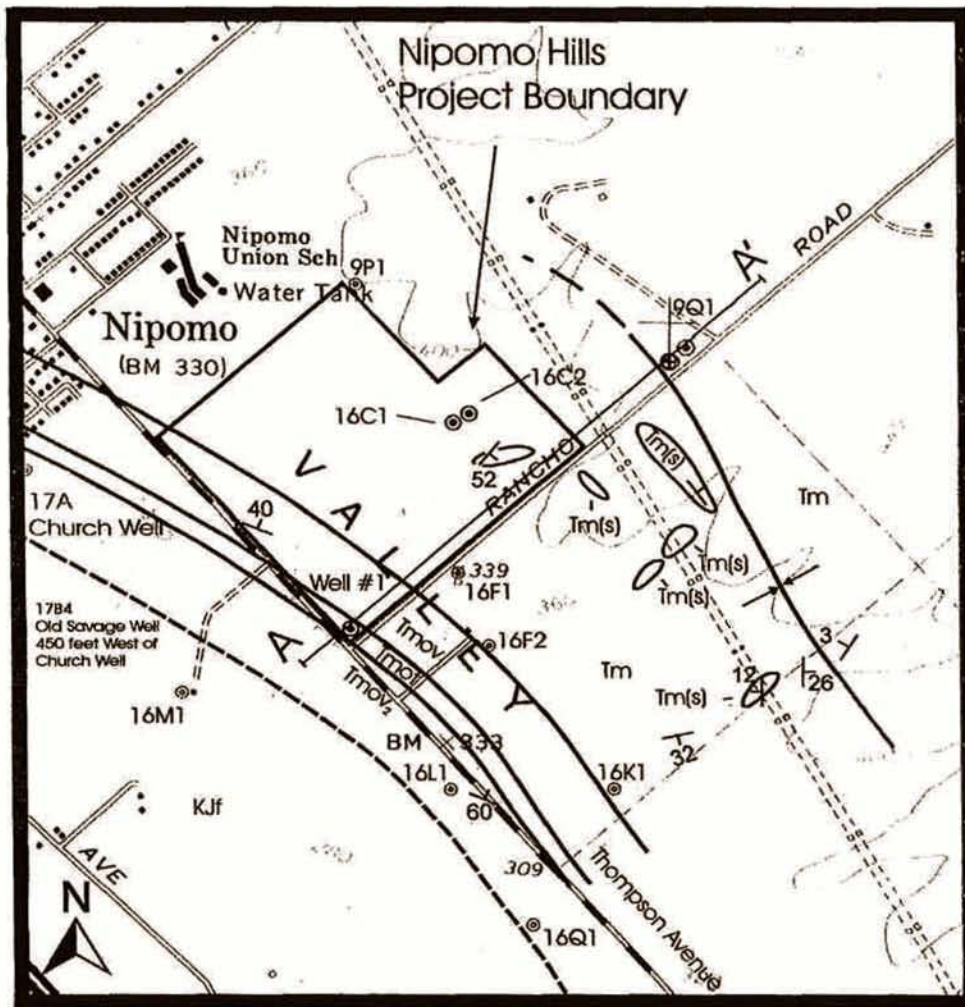 Nipomo Hills
Project Boundary
Nipomo
Union Sch
9P1
Water Tank
Nipomo
(BM 330)
400
ROAD
A'
9Q1
16C2
16C1
52
RANCHO
Tm(s)
Tm(s)
Tm
Tm(s)
Tm(s)
VALLEY
17A
Church Well
40
Well #1
339
16F1
17B4
Old Savage Well
450 feet West of
Church Well
A
Tmov
16F2
Tm
3
26
12
Tm(s)
Tmov₂
16M1
BM × 333
32
16L1
16K1
60
KJf
AVE
309
Thompson Avenue
N
16Q1